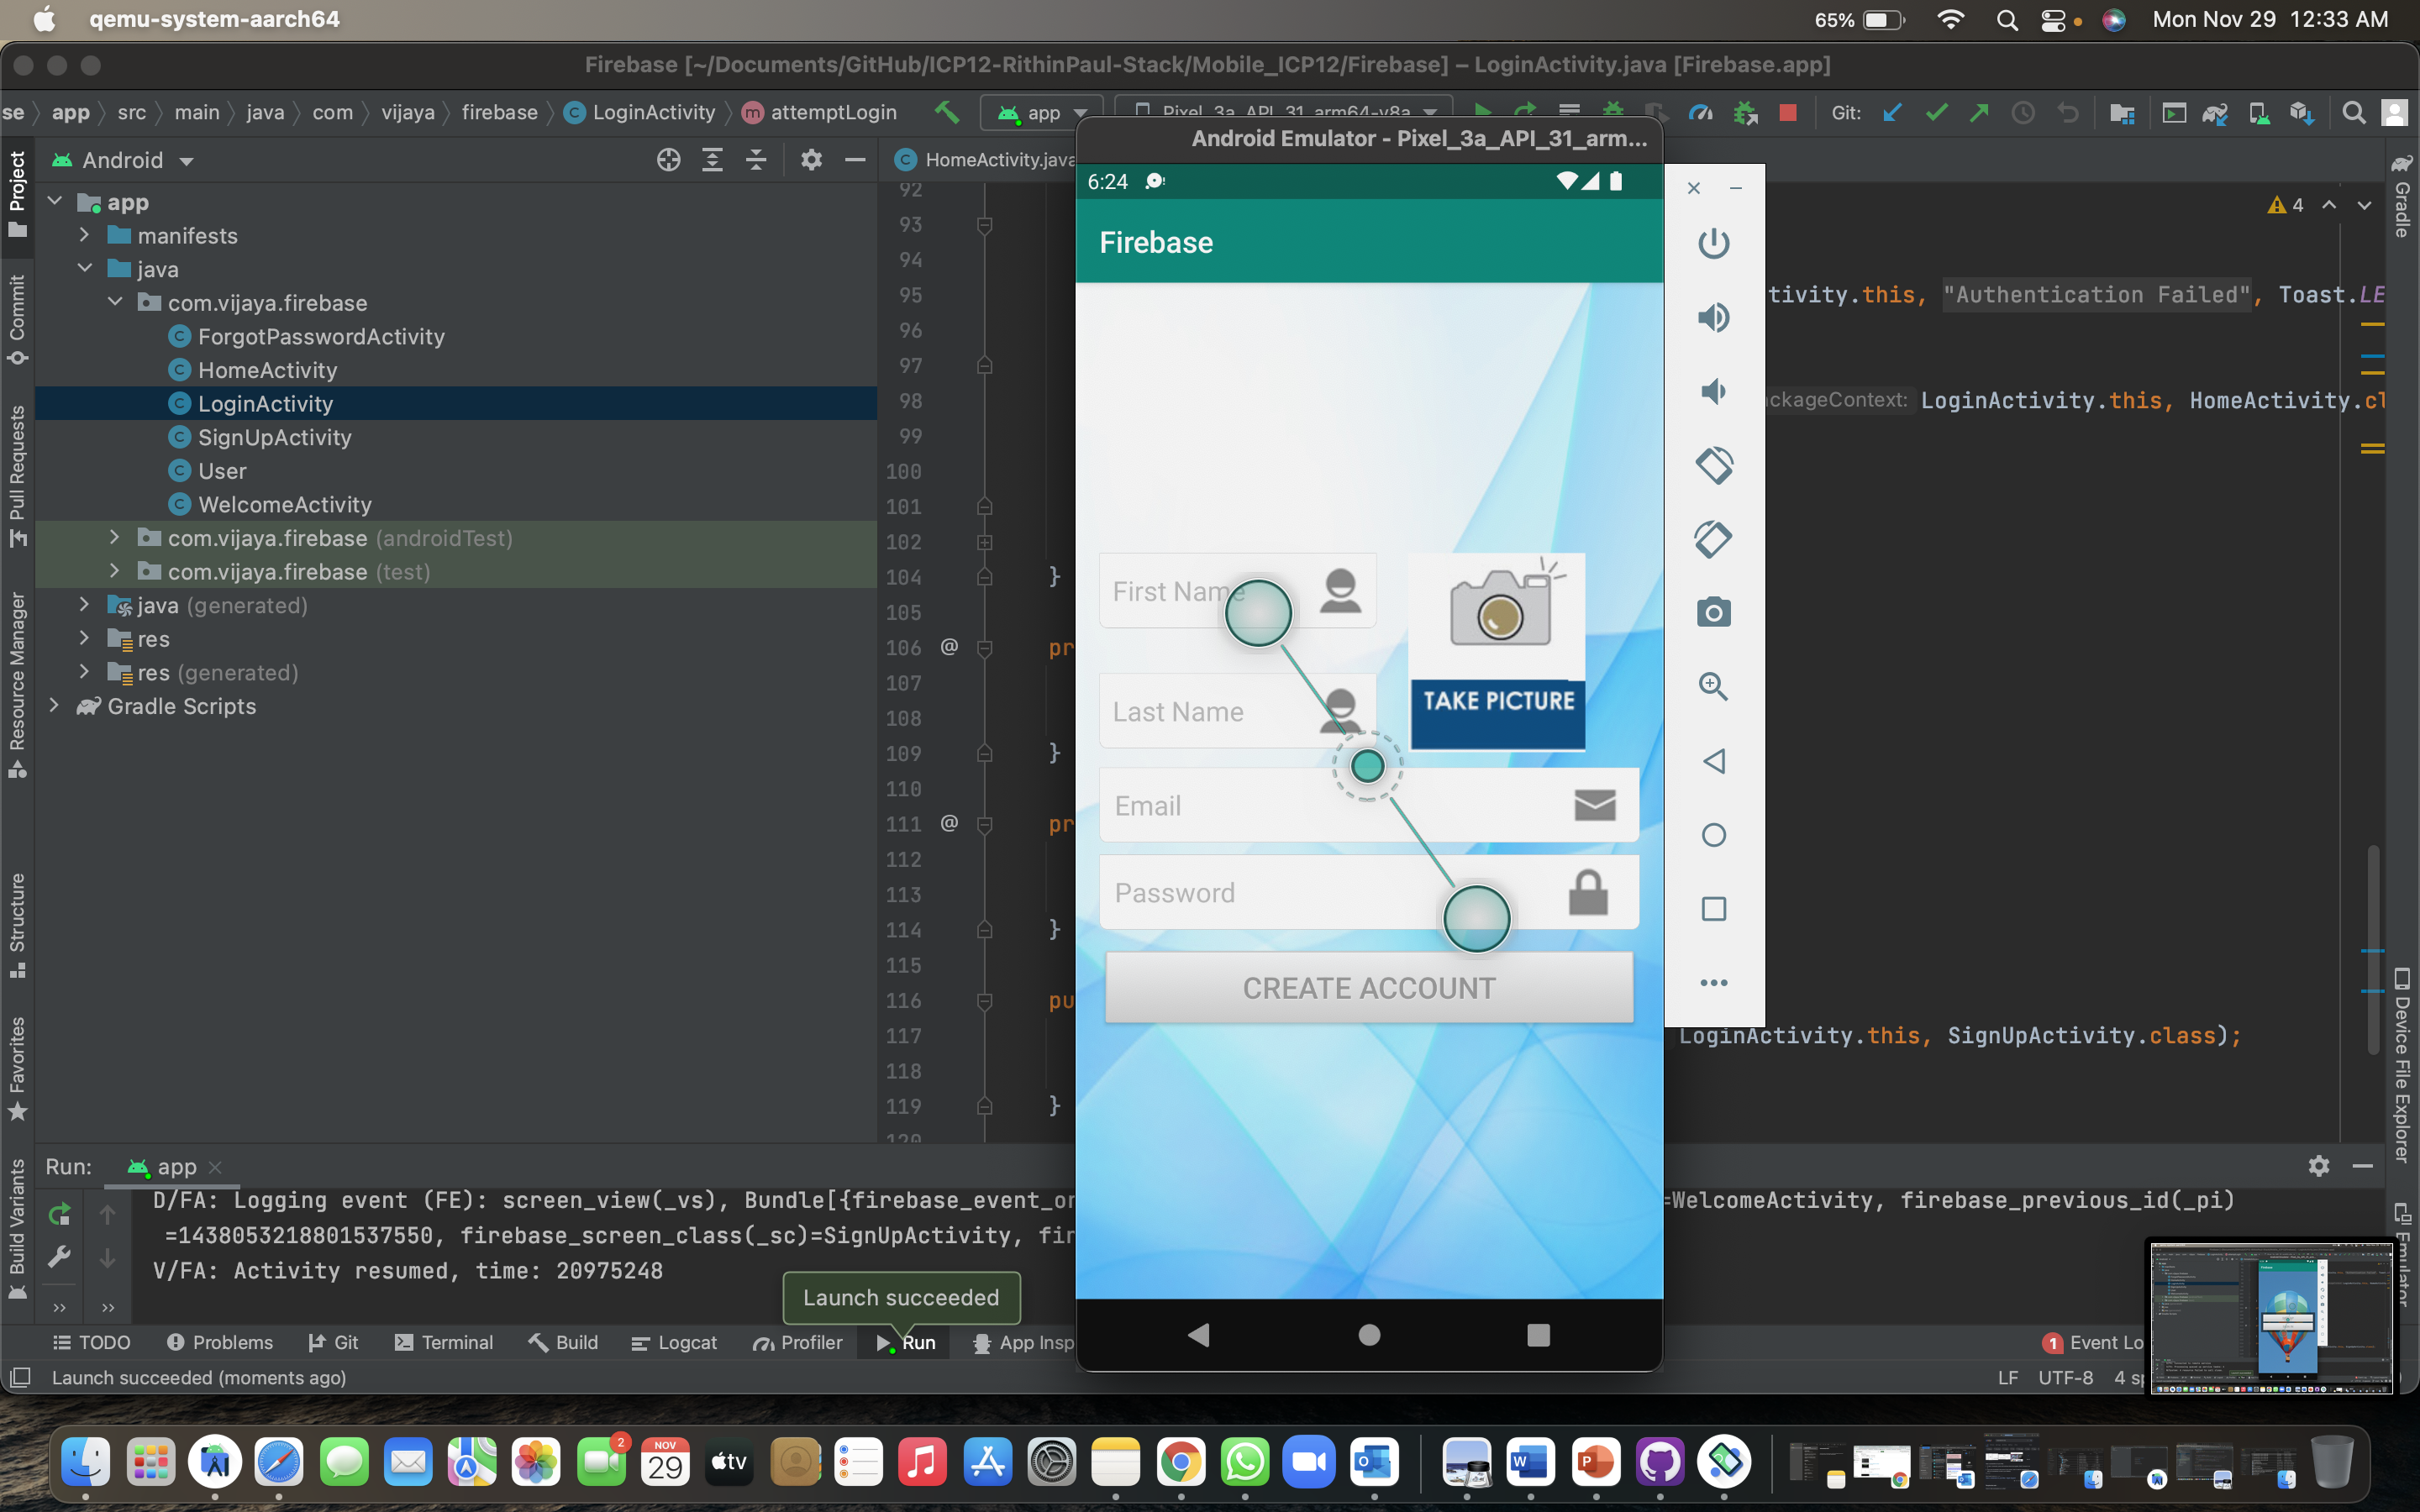 qemu-system-aarch64
65%
Mon Nov 29 12:33 AM
Firebase [~/Documents/GitHub/ICP12-RithinPaul-Stack/Mobile_ICP12/Firebase] – LoginActivity.java [Firebase.app]
se app src main java com vijaya firebase LoginActivity attemptLogin
app
Pixel_3a_API_31_arm64-v8a
Git:
Project
Commit
Pull Requests
Resource Manager
Structure
Favorites
Build Variants
Android
app
manifests
java
com.vijaya.firebase
ForgotPasswordActivity
HomeActivity
LoginActivity
SignUpActivity
User
WelcomeActivity
com.vijaya.firebase (androidTest)
com.vijaya.firebase (test)
java (generated)
res
res (generated)
Gradle Scripts
HomeActivity.java
92
93
94
95
96
97
98
99
100
101
102
104 }
105
106 @ pr
107
108
109 }
110
111 @ pr
112
113
114 }
115
116 pu
117
118
119 }
120
Android Emulator - Pixel_3a_API_31_arm...
6:24
Firebase
First Name
Last Name
TAKE PICTURE
Email
Password
CREATE ACCOUNT
4
tivity.this, "Authentication Failed", Toast.LE
ckageContext: LoginActivity.this, HomeActivity.cl
LoginActivity.this, SignUpActivity.class);
Gradle
Device File Explorer
Emulator
Run: app
D/FA: Logging event (FE): screen_view(_vs), Bundle[{firebase_event_or
=WelcomeActivity, firebase_previous_id(_pi)
=1438053218801537550, firebase_screen_class(_sc)=SignUpActivity, fir
V/FA: Activity resumed, time: 20975248
Launch succeeded
TODO Problems Git Terminal Build Logcat Profiler Run App Insp
1 Event Lo
Launch succeeded (moments ago)
LF UTF-8 4 sp
2
NOV
29
tv